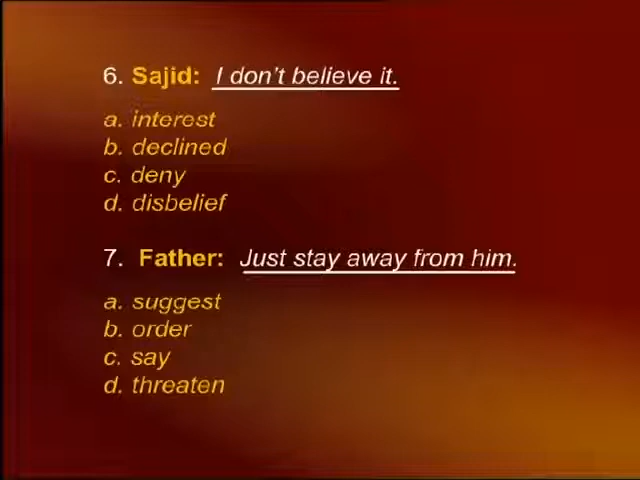 6. Sajid: I don't believe it.
a. interest
b. declined
c. deny
d. disbelief
7. Father: Just stay away from him.
a. suggest
b. order
c. say
d. threaten